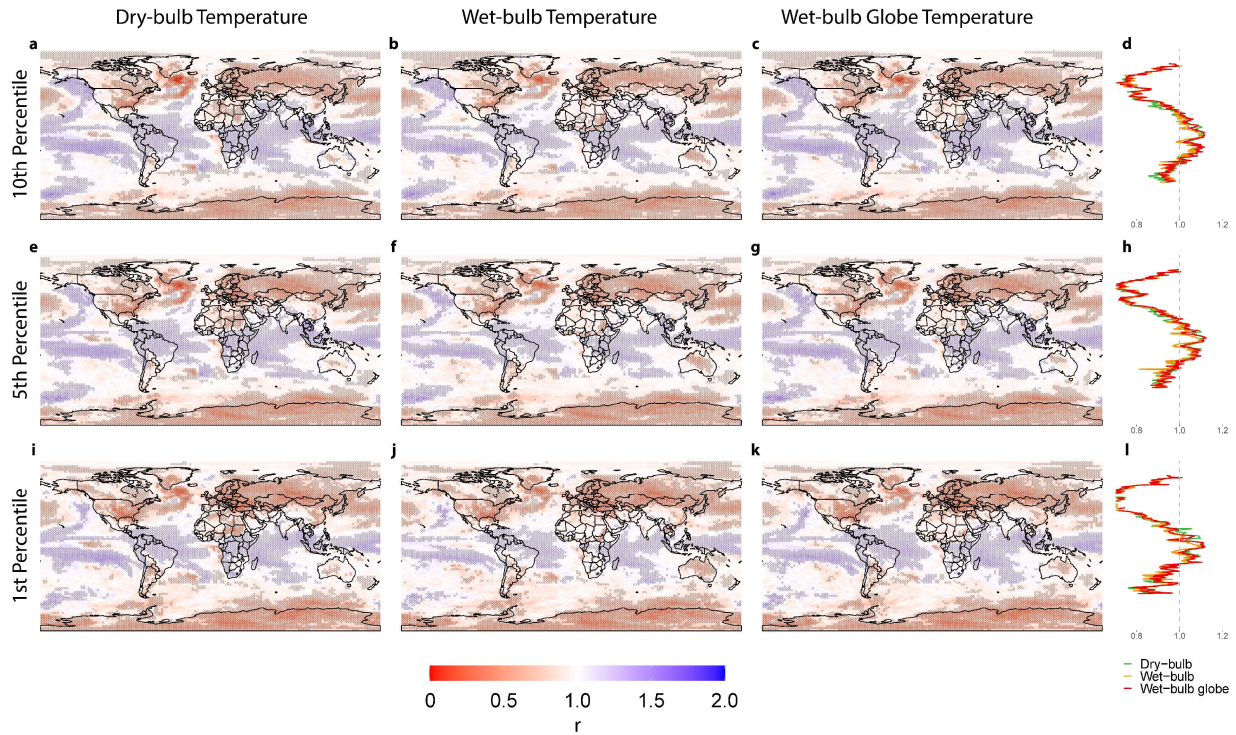 Dry-bulb Temperature
Wet-bulb Temperature
Wet-bulb Globe Temperature
a
b
c
d
10th Percentile
0.8 1.0 1.2
e
f
g
h
5th Percentile
0.8 1.0 1.2
i
j
k
l
1st Percentile
0.8 1.0 1.2
0 0.5 1.0 1.5 2.0
r
Dry−bulb
Wet−bulb
Wet−bulb globe